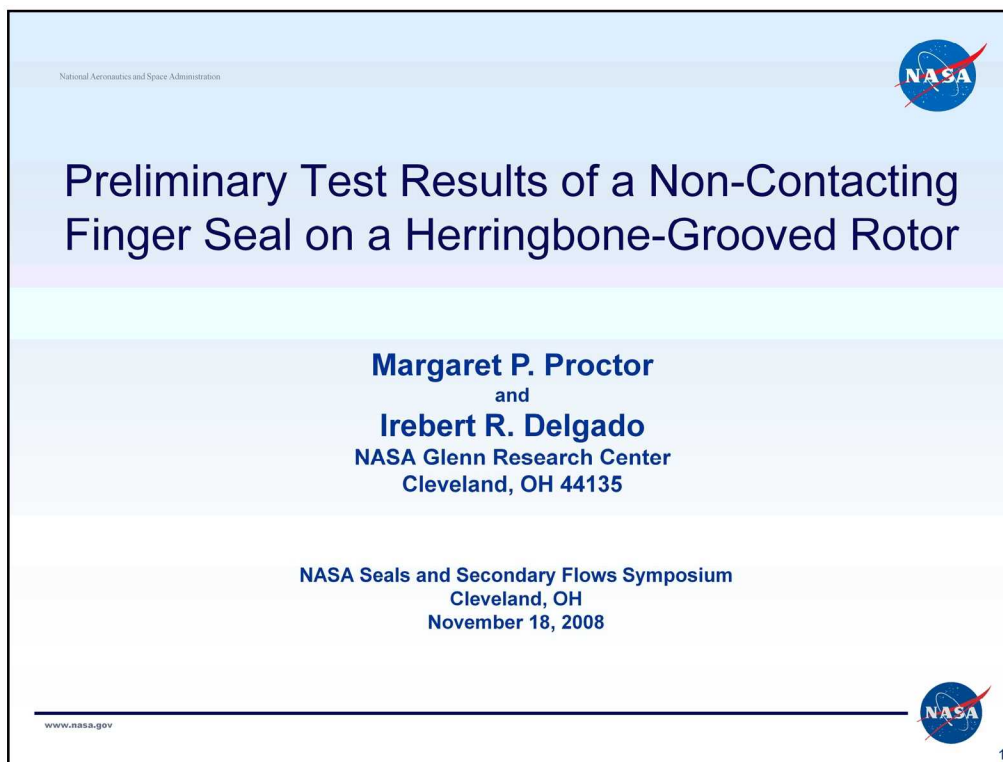 National Aeronautics and Space Administration
NASA
Preliminary Test Results of a Non-Contacting
Finger Seal on a Herringbone-Grooved Rotor
Margaret P. Proctor
and
Irebert R. Delgado
NASA Glenn Research Center
Cleveland, OH 44135
NASA Seals and Secondary Flows Symposium
Cleveland, OH
November 18, 2008
www.nasa.gov
NASA
1